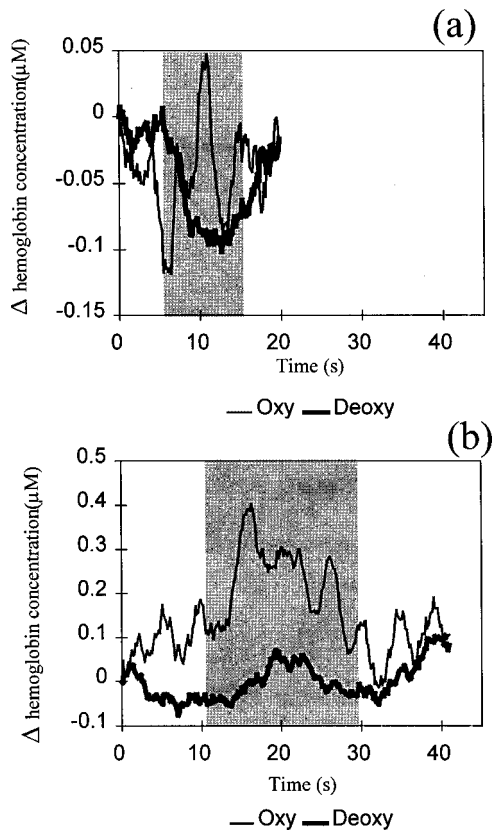 (a)
0.05
0
-0.05
-0.1
-0.15
Δ hemoglobin concentration(μM)
0 10 20 30 40
Time (s)
Oxy Deoxy
(b)
0.5
0.4
0.3
0.2
0.1
0
-0.1
Δ hemoglobin concentration(μM)
0 10 20 30 40
Time (s)
Oxy Deoxy